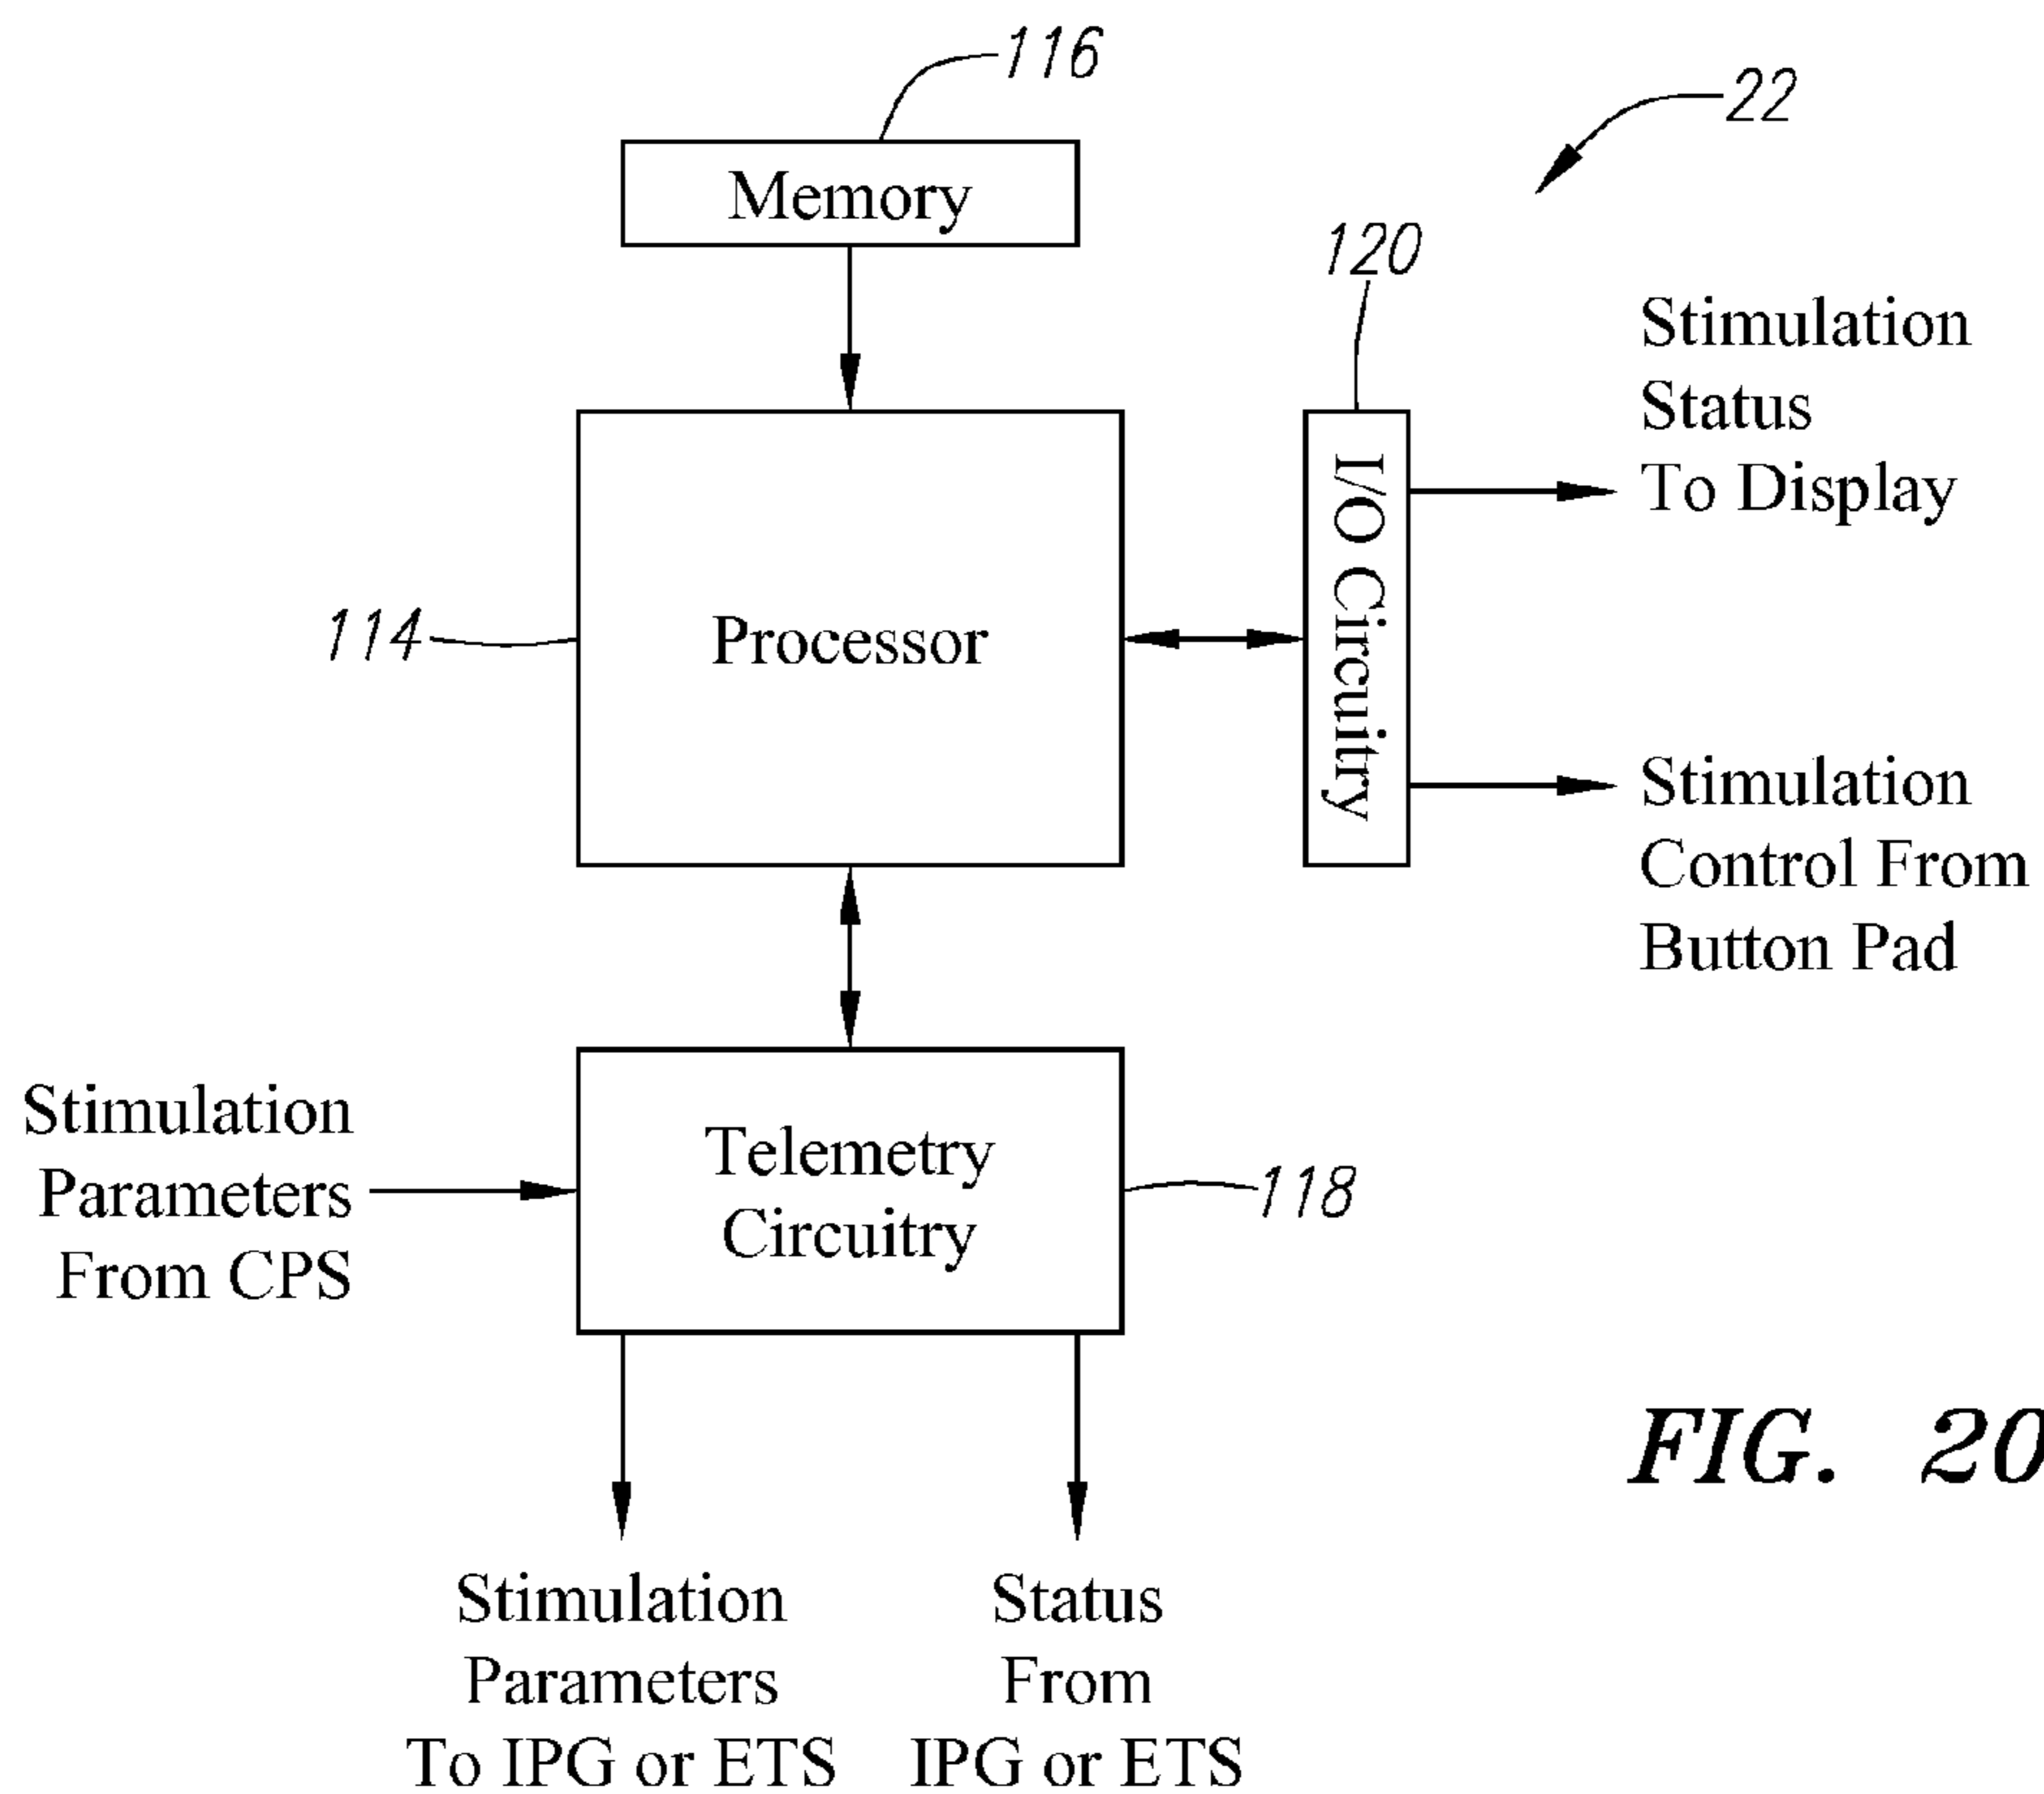 116
22
Memory
120
Stimulation
Status
To Display
I/O Circuitry
114
Processor
Stimulation
Control From
Button Pad
Stimulation
Parameters
From CPS
Telemetry
Circuitry
118
FIG. 20
Stimulation
Parameters
To IPG or ETS
Status
From
IPG or ETS